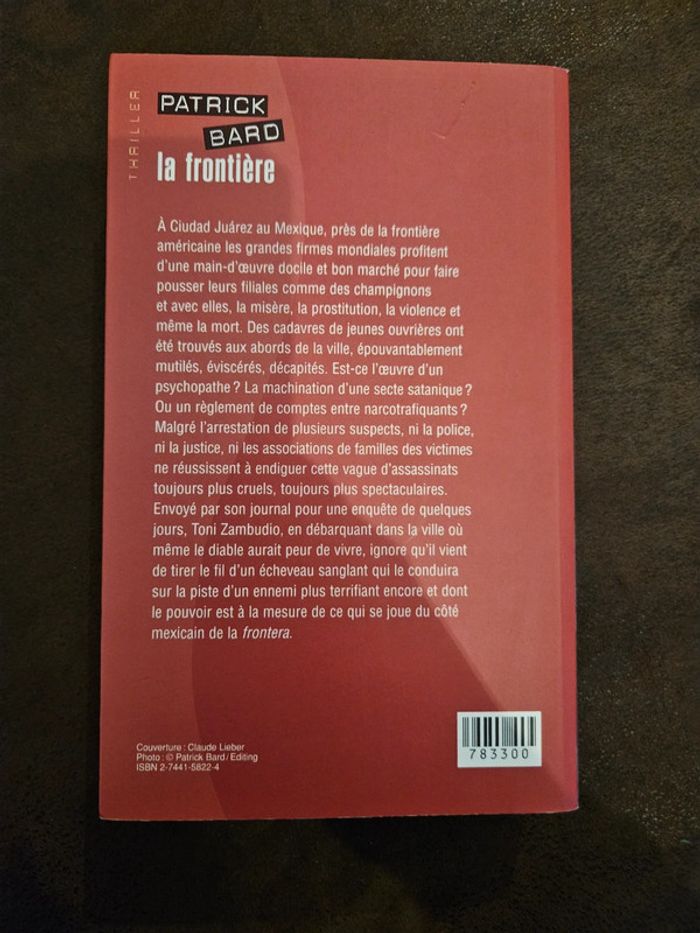 THRILLER
PATRICK
BARD
la frontière
À Ciudad Juárez au Mexique, près de la frontière
américaine les grandes firmes mondiales profitent
d'une main-d'œuvre docile et bon marché pour faire
pousser leurs filiales comme des champignons
et avec elles, la misère, la prostitution, la violence et
même la mort. Des cadavres de jeunes ouvrières ont
été trouvés aux abords de la ville, épouvantablement
mutilés, éviscérés, décapités. Est-ce l'œuvre d'un
psychopathe ? La machination d'une secte satanique ?
Ou un règlement de comptes entre narcotrafiquants ?
Malgré l'arrestation de plusieurs suspects, ni la police,
ni la justice, ni les associations de familles des victimes
ne réussissent à endiguer cette vague d'assassinats
toujours plus cruels, toujours plus spectaculaires.
Envoyé par son journal pour une enquête de quelques
jours, Toni Zambudio, en débarquant dans la ville où
même le diable aurait peur de vivre, ignore qu'il vient
de tirer le fil d'un écheveau sanglant qui le conduira
sur la piste d'un ennemi plus terrifiant encore et dont
le pouvoir est à la mesure de ce qui se joue du côté
mexicain de la frontera.
Couverture : Claude Lieber
Photo : © Patrick Bard / Editing
ISBN 2-7441-5822-4
783300